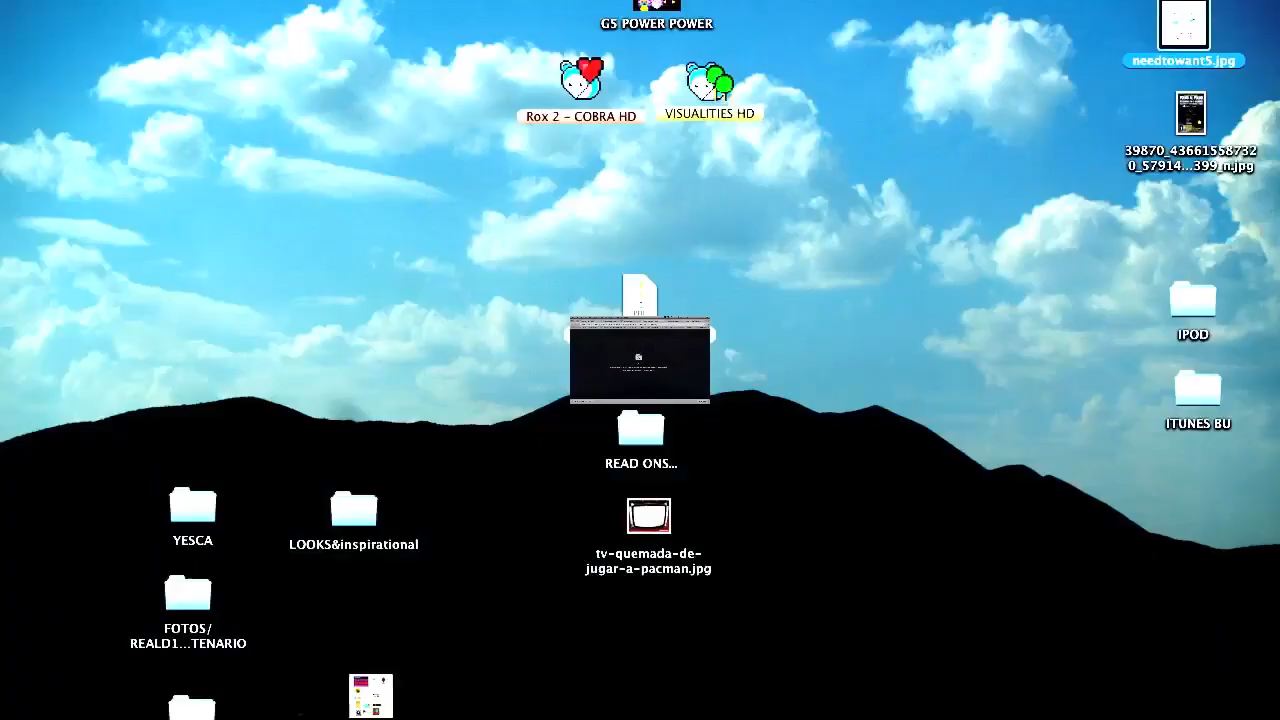 G5 POWER POWER
needtowant5.jpg
Rox 2 – COBRA HD
VISUALITIES HD
39870_43661558732
0_57914...399_n.jpg
IPOD
ITUNES BU
READ ONS...
YESCA
LOOKS&inspirational
tv-quemada-de-
jugar-a-pacman.jpg
FOTOS/
REALD1...TENARIO